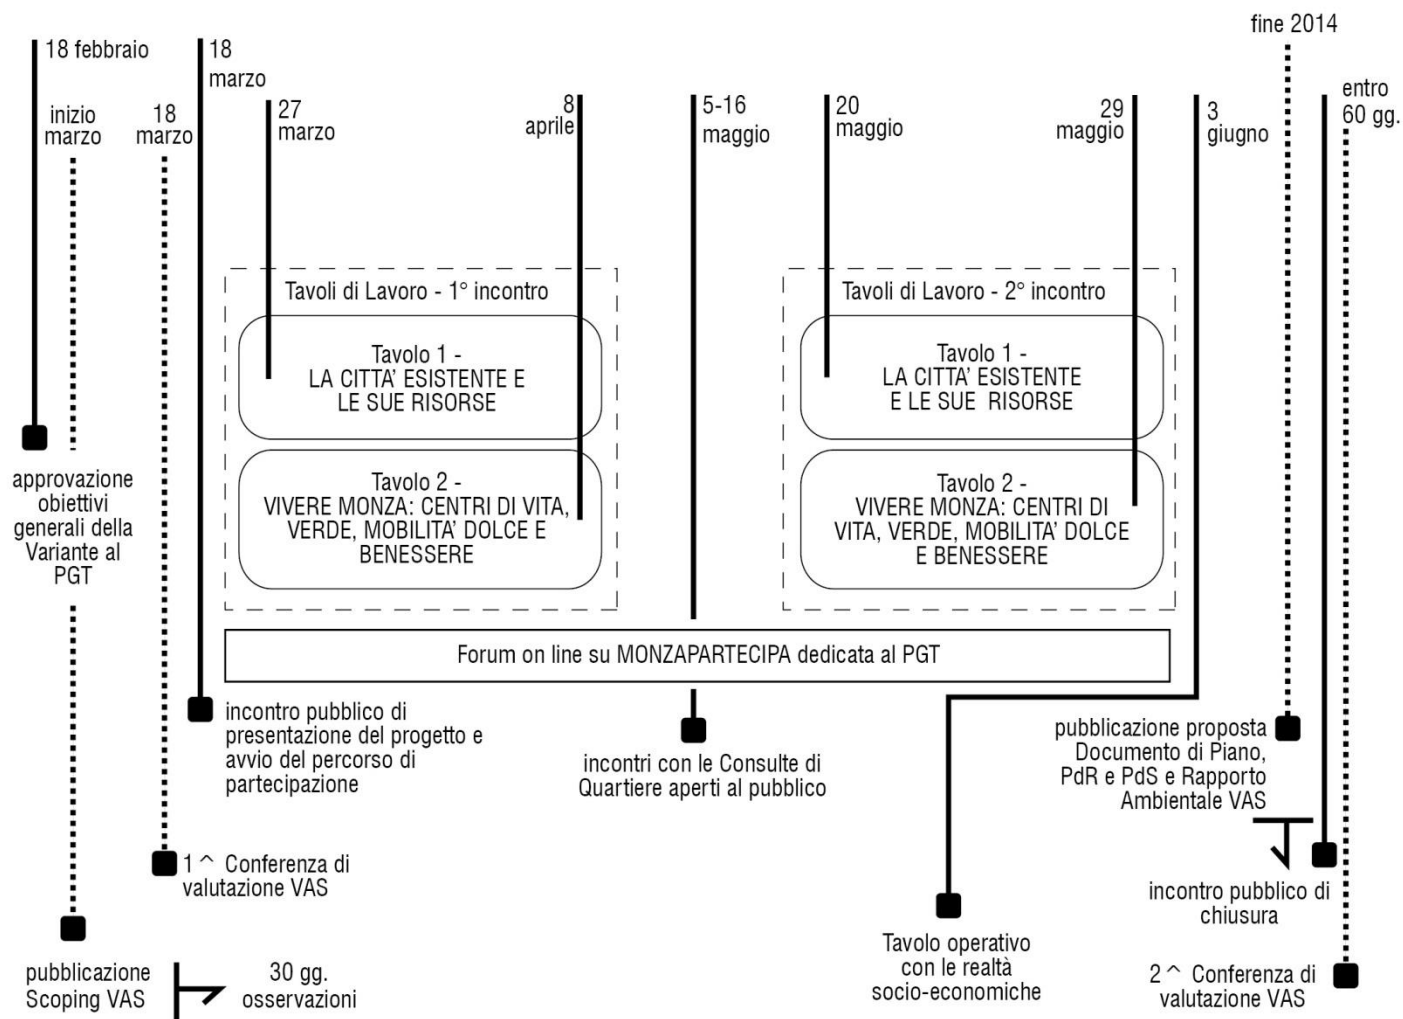 fine 2014
18 febbraio
18
marzo
inizio
marzo
18
marzo
27
marzo
8
aprile
5-16
maggio
20
maggio
29
maggio
3
giugno
entro
60 gg.
Tavoli di Lavoro - 1° incontro
Tavolo 1 -
LA CITTA' ESISTENTE E
LE SUE RISORSE
Tavolo 2 -
VIVERE MONZA: CENTRI DI VITA,
VERDE, MOBILITA' DOLCE E
BENESSERE
Tavoli di Lavoro - 2° incontro
Tavolo 1 -
LA CITTA' ESISTENTE
E LE SUE RISORSE
Tavolo 2 -
VIVERE MONZA: CENTRI DI
VITA, VERDE, MOBILITA' DOLCE
E BENESSERE
approvazione
obiettivi
generali della
Variante al
PGT
Forum on line su MONZAPARTECIPA dedicata al PGT
incontro pubblico di
presentazione del progetto e
avvio del percorso di
partecipazione
incontri con le Consulte di
Quartiere aperti al pubblico
pubblicazione proposta
Documento di Piano,
PdR e PdS e Rapporto
Ambientale VAS
1 ^ Conferenza di
valutazione VAS
incontro pubblico di
chiusura
Tavolo operativo
con le realtà
socio-economiche
pubblicazione
Scoping VAS
30 gg.
osservazioni
2 ^ Conferenza di
valutazione VAS